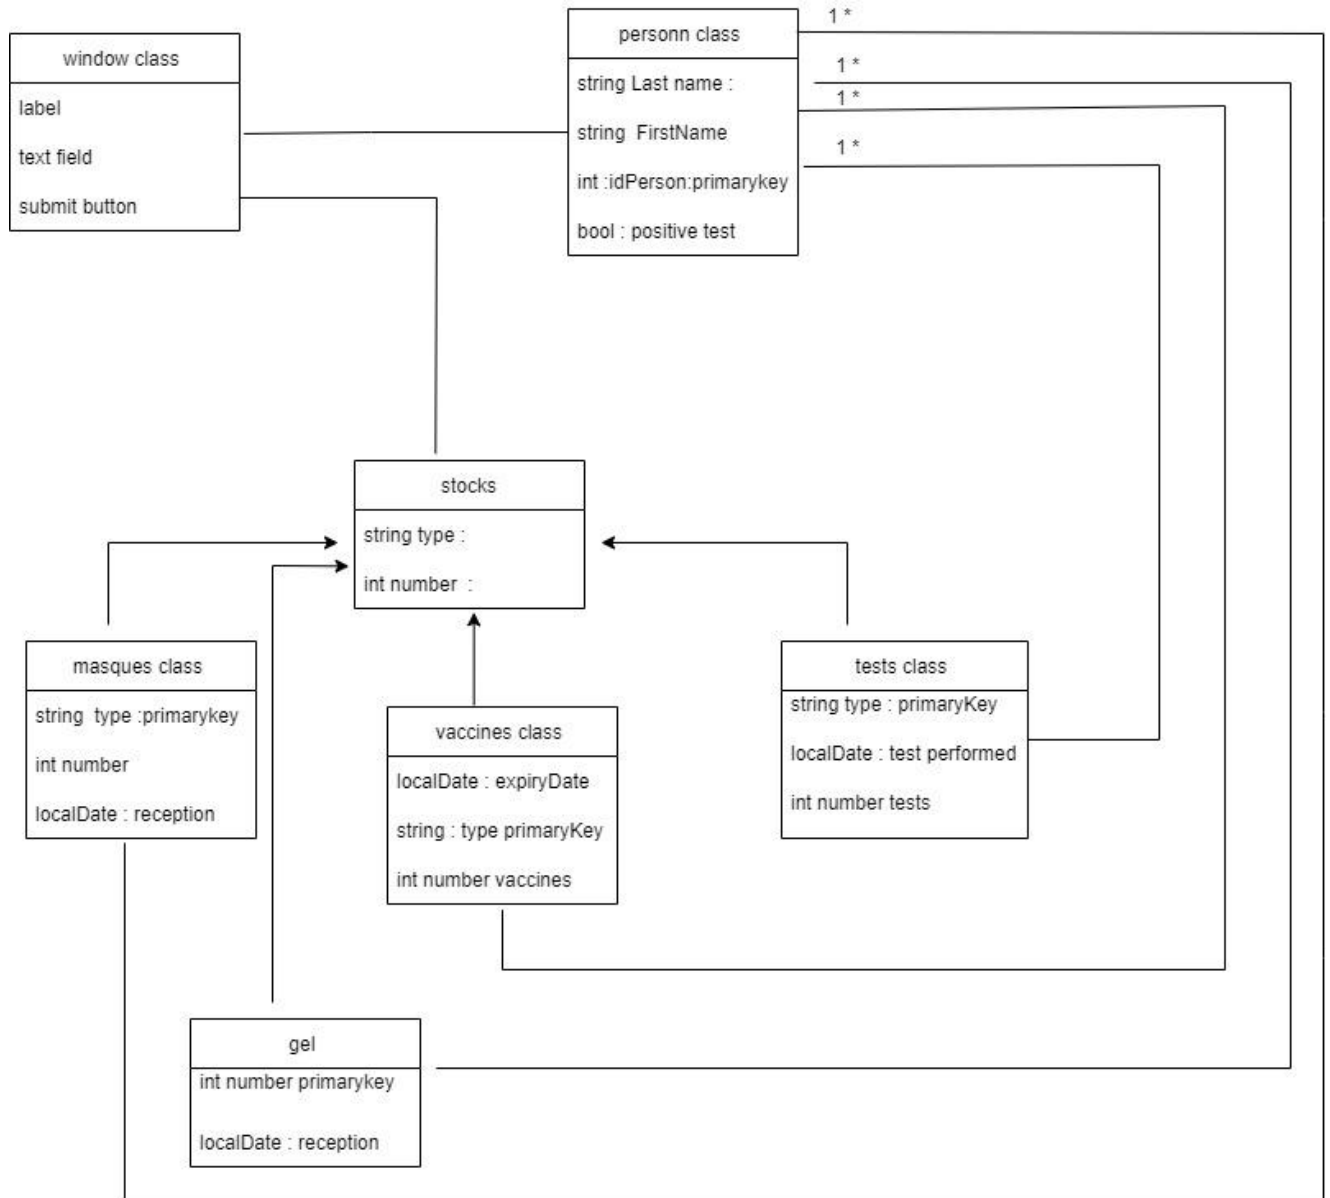 window class
label
text field
submit button
personn class
string Last name :
string FirstName
int :idPerson:primarykey
bool : positive test
1 *
1 *
1 *
1 *
stocks
string type :
int number :
masques class
string type :primarykey
int number
localDate : reception
vaccines class
localDate : expiryDate
string : type primaryKey
int number vaccines
tests class
string type : primaryKey
localDate : test performed
int number tests
gel
int number primarykey
localDate : reception